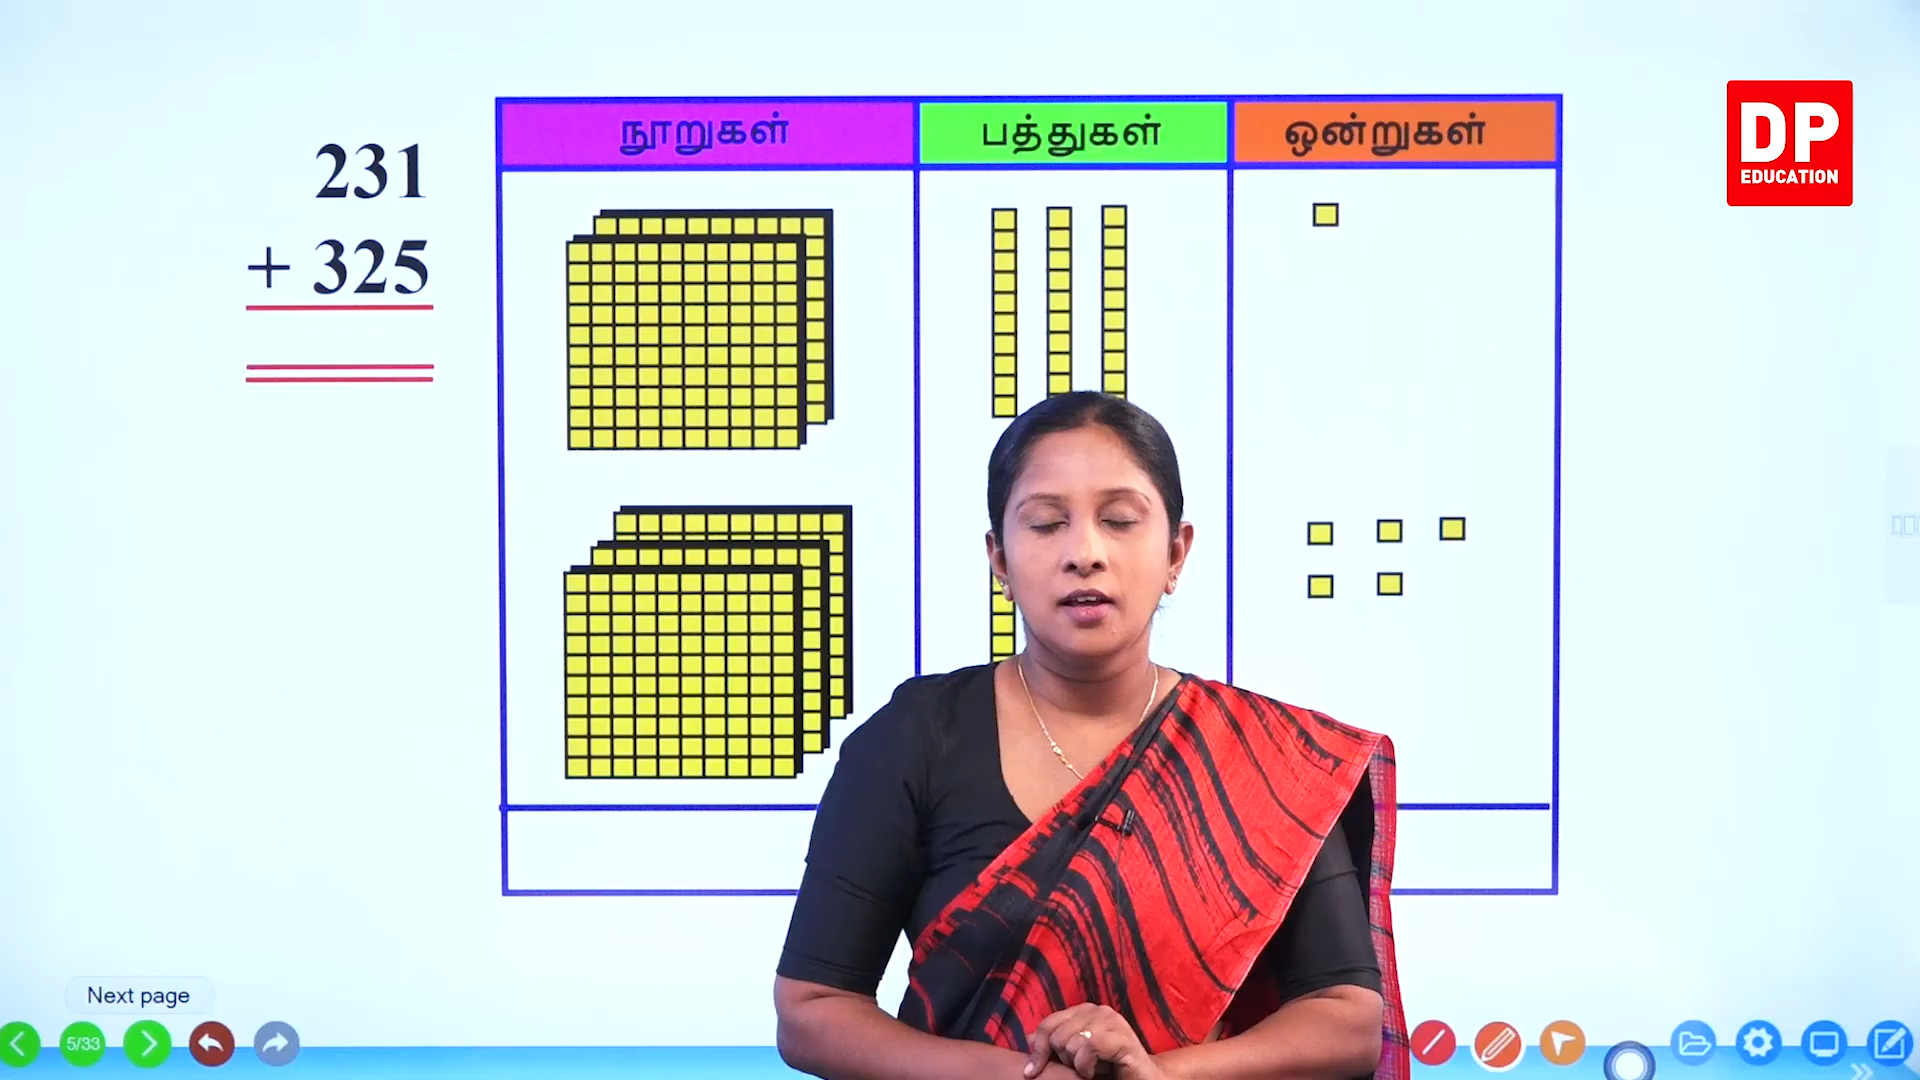 231
+ 325
நூறுகள்
பத்துகள்
ஒன்றுகள்
DP
EDUCATION
Next page
5/33